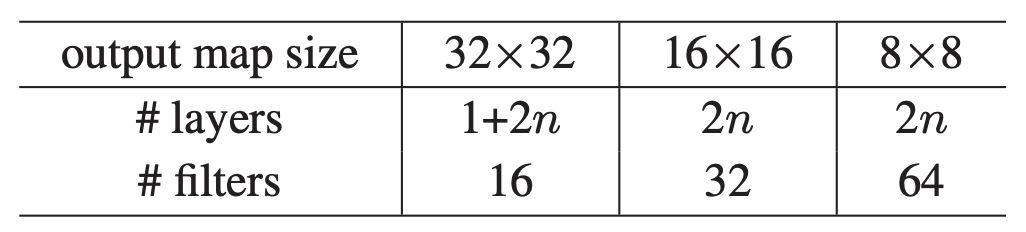 output map size 32×32 16×16 8×8
# layers 1+2n 2n 2n
# filters 16 32 64